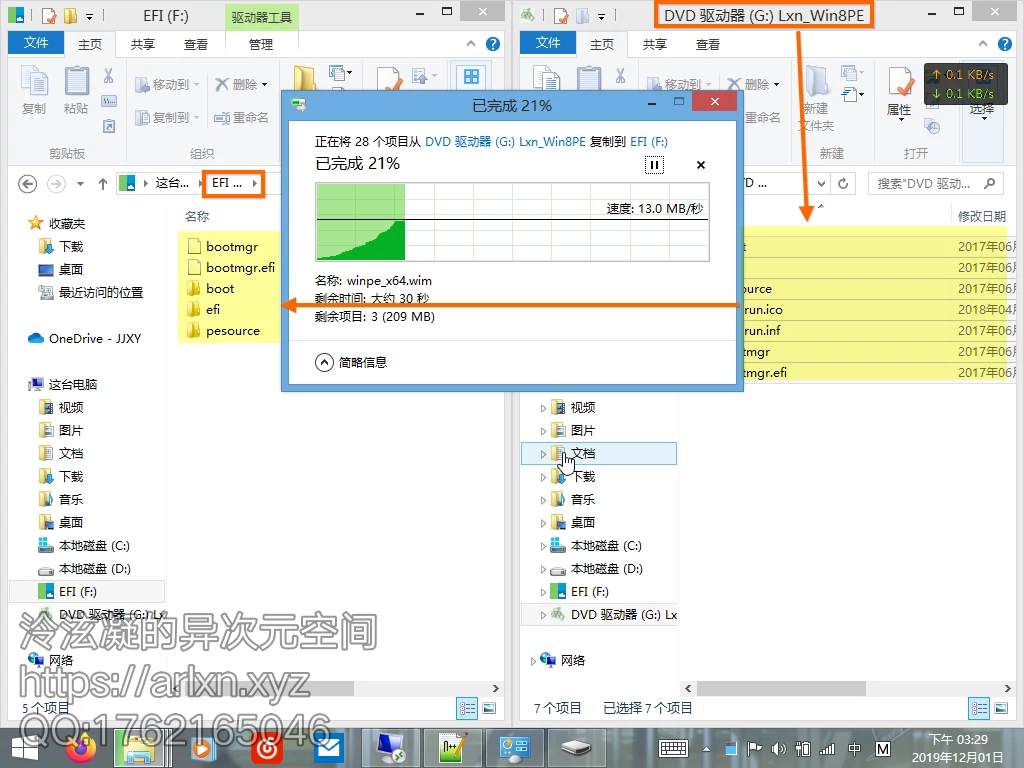 EFI (F:)
驱动器工具
文件
主页
共享
查看
管理
复制
粘贴
移动到
复制到
删除
重命名
剪贴板
组织
这台...
EFI ...
收藏夹
下载
桌面
最近访问的位置
OneDrive - JJXY
这台电脑
视频
图片
文档
下载
音乐
桌面
本地磁盘 (C:)
本地磁盘 (D:)
EFI (F:)
DVD 驱动器 (G:) Lx
网络
名称
bootmgr
bootmgr.efi
boot
efi
pesource
5 个项目
已完成 21%
正在将 28 个项目从 DVD 驱动器 (G:) Lxn_Win8PE 复制到 EFI (F:)
已完成 21%
速度: 13.0 MB/秒
名称: winpe_x64.wim
剩余时间: 大约 30 秒
剩余项目: 3 (209 MB)
简略信息
DVD 驱动器 (G:) Lxn_Win8PE
文件
主页
共享
查看
移动到
删除
重命名
新建
文件夹
新建
属性
打开
选择
↑ 0.1 KB/s
↓ 0.1 KB/s
搜索"DVD 驱动...
修改日期
2017年06
2017年06
ource
2017年06
run.ico
2018年04
run.inf
2017年06
tmgr
2017年06
tmgr.efi
2017年06
视频
图片
文档
下载
音乐
桌面
本地磁盘 (C:)
本地磁盘 (D:)
EFI (F:)
DVD 驱动器 (G:) Lx
网络
7 个项目
已选择 7 个项目
泠泫凝的异次元空间
https://arlxn.xyz
QQ:1762165046
中
M
下午 03:29
2019年12月01日